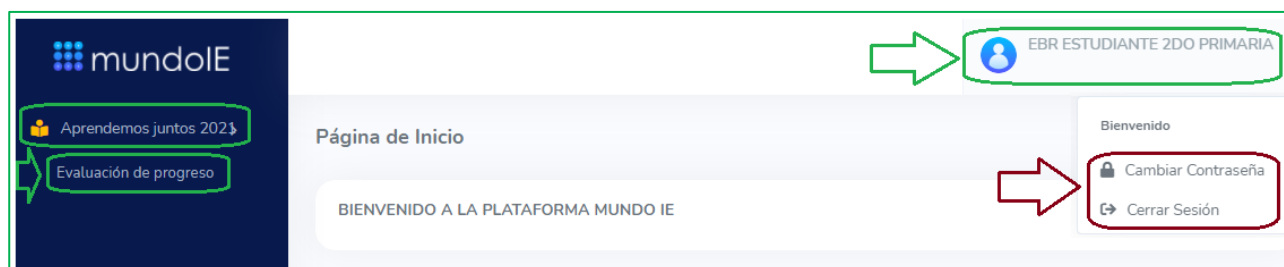 mundoIE
Aprendemos juntos 2021
Evaluación de progreso
EBR ESTUDIANTE 2DO PRIMARIA
Página de Inicio
BIENVENIDO A LA PLATAFORMA MUNDO IE
Bienvenido
Cambiar Contraseña
Cerrar Sesión